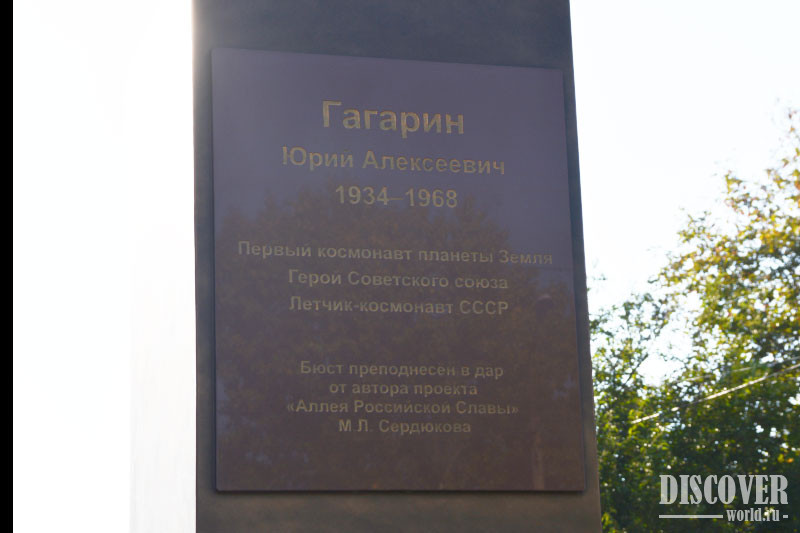 Гагарин
Юрий Алексеевич
1934–1968
Первый космонавт планеты Земля
Герой Советского союза
Летчик-космонавт СССР
Бюст преподнесен в дар
от автора проекта
«Аллея Российской Славы»
М.Л. Сердюкова
DISCOVER
world.ru